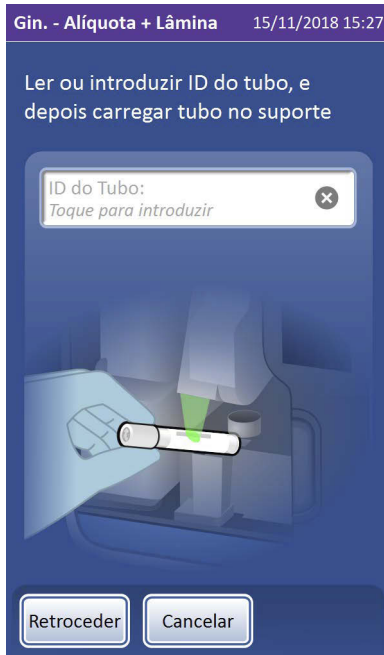 Gin. - Alíquota + Lâmina 15/11/2018 15:27
Ler ou introduzir ID do tubo, e
depois carregar tubo no suporte
ID do Tubo:
Toque para introduzir
Retroceder Cancelar